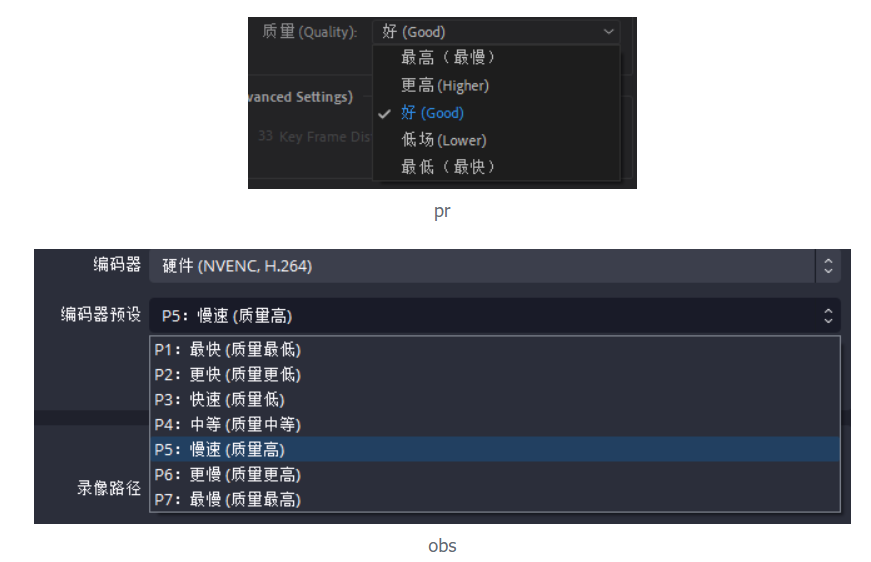 质量 (Quality): 好 (Good)
最高（最慢）
更高 (Higher)
vanced Settings)
好 (Good)
33 Key Frame Dis
低场 (Lower)
最低（最快）
pr
编码器 硬件 (NVENC, H.264)
编码器预设 P5：慢速 (质量高)
P1：最快 (质量最低)
P2：更快 (质量更低)
P3：快速 (质量低)
P4：中等 (质量中等)
P5：慢速 (质量高)
P6：更慢 (质量更高)
录像路径
P7：最慢 (质量最高)
obs